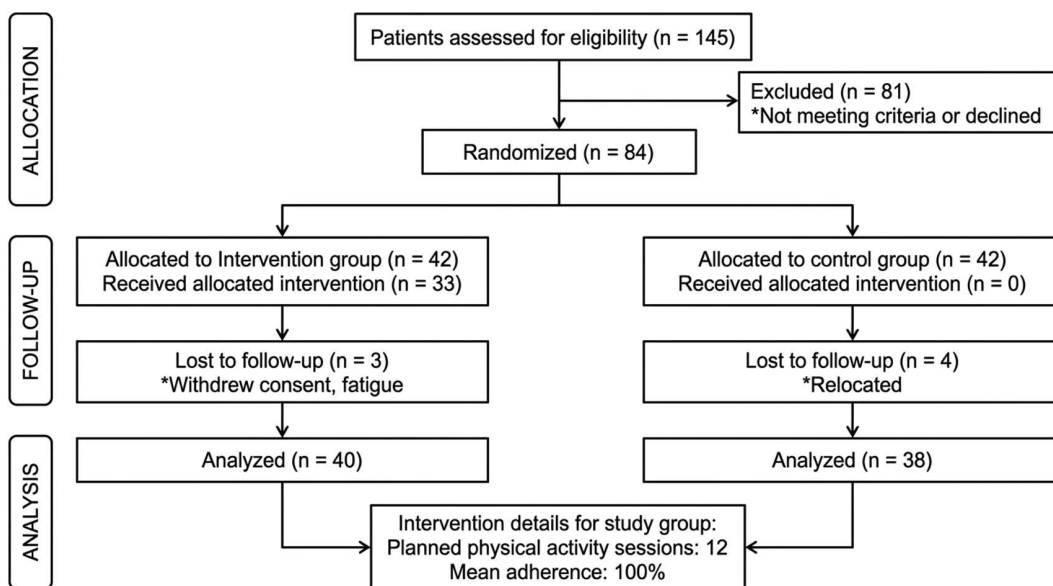 ALLOCATION
Patients assessed for eligibility (n = 145)
Excluded (n = 81)
*Not meeting criteria or declined
Randomized (n = 84)
FOLLOW-UP
Allocated to Intervention group (n = 42)
Received allocated intervention (n = 33)
Allocated to control group (n = 42)
Received allocated intervention (n = 0)
Lost to follow-up (n = 3)
*Withdrew consent, fatigue
Lost to follow-up (n = 4)
*Relocated
ANALYSIS
Analyzed (n = 40)
Analyzed (n = 38)
Intervention details for study group:
Planned physical activity sessions: 12
Mean adherence: 100%